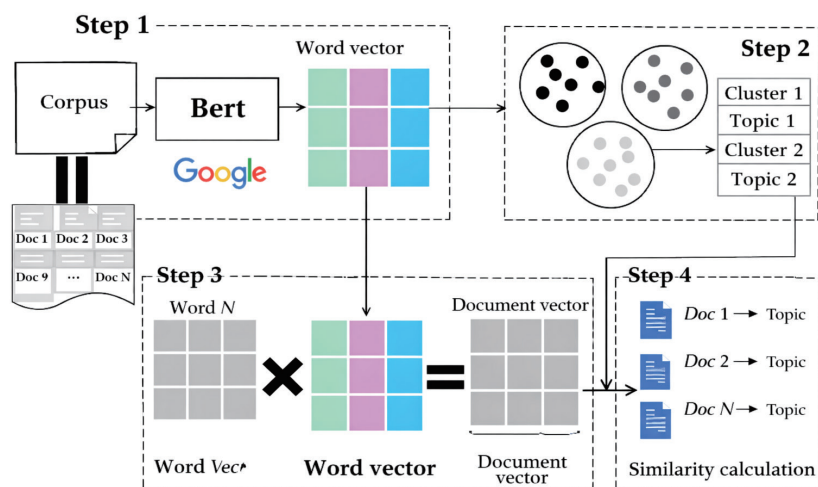 Step 1
Corpus
Bert
Google
Word vector
Doc 1 Doc 2 Doc 3
Doc 9 ... Doc N
Step 2
Cluster 1
Topic 1
Cluster 2
Topic 2
Step 3
Word N
Document vector
Word
Word vector
Document
vector
Step 4
Doc 1 Topic
Doc 2 Topic
Doc N Topic
Similarity calculation